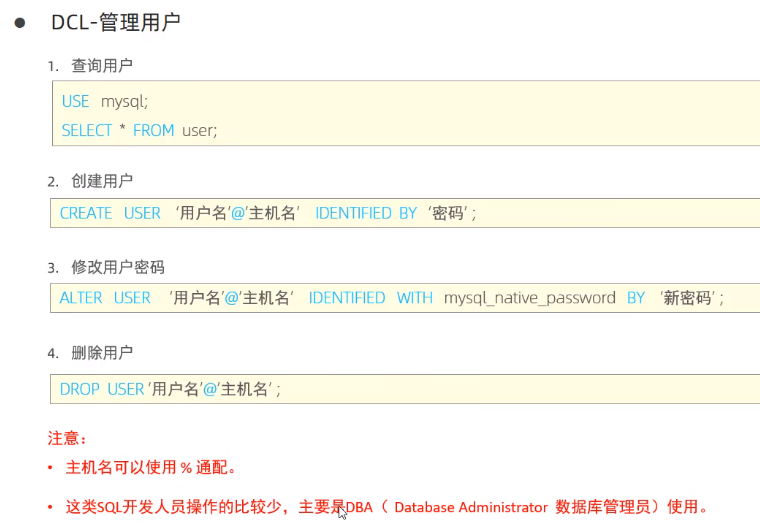 ● DCL-管理用户
1. 查询用户
USE mysql;
SELECT * FROM user;
2. 创建用户
CREATE USER ‘用户名’@’主机名’ IDENTIFIED BY ‘密码’ ;
3. 修改用户密码
ALTER USER ‘用户名’@’主机名’ IDENTIFIED WITH mysql_native_password BY ‘新密码’ ;
4. 删除用户
DROP USER ‘用户名’@’主机名’ ;
注意：
• 主机名可以使用 % 通配。
• 这类SQL开发人员操作的比较少，主要是DBA（ Database Administrator 数据库管理员）使用。